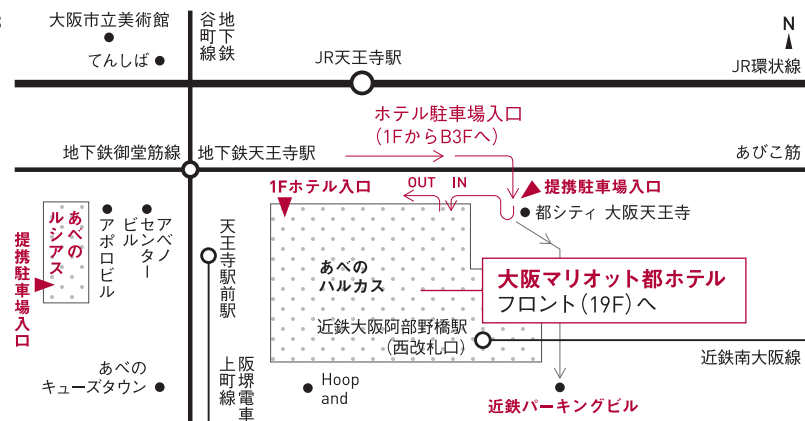 大阪市立美術館
てんしば
地下鉄
谷町線
JR天王寺駅
N
JR環状線
ホテル駐車場入口
(1FからB3Fへ)
地下鉄御堂筋線
地下鉄天王寺駅
あびこ筋
1Fホテル入口
OUT
IN
提携駐車場入口
都シティ 大阪天王寺
あべの
ルシアス
提携駐車場入口
アポロビル
アベノ
センター
ビル
天王寺駅前駅
あべの
ハルカス
大阪マリオット都ホテル
フロント(19F)へ
近鉄大阪阿部野橋駅
(西改札口)
近鉄南大阪線
あべの
キューズタウン
阪堺電車
上町線
Hoop
and
近鉄パーキングビル